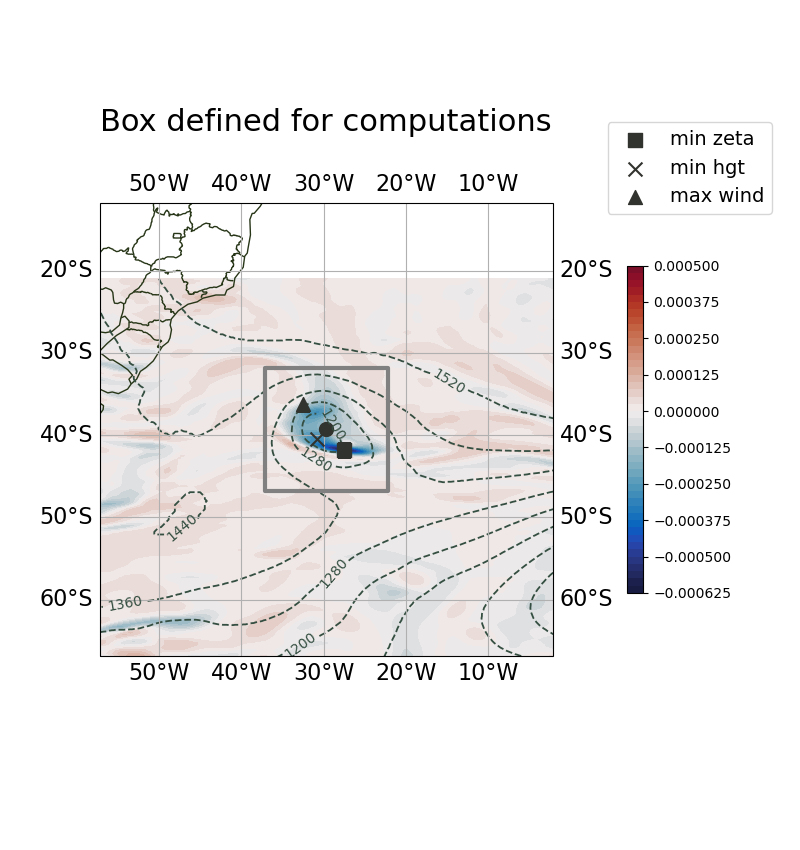 Box defined for computations
min zeta
min hgt
max wind
50°W 40°W 30°W 20°W 10°W
20°S 20°S
30°S 30°S
40°S 40°S
50°S 50°S
60°S 60°S
50°W 40°W 30°W 20°W 10°W
1520
1200
1280
1440
1280
1360
1200
0.000500
0.000375
0.000250
0.000125
0.000000
−0.000125
−0.000250
−0.000375
−0.000500
−0.000625